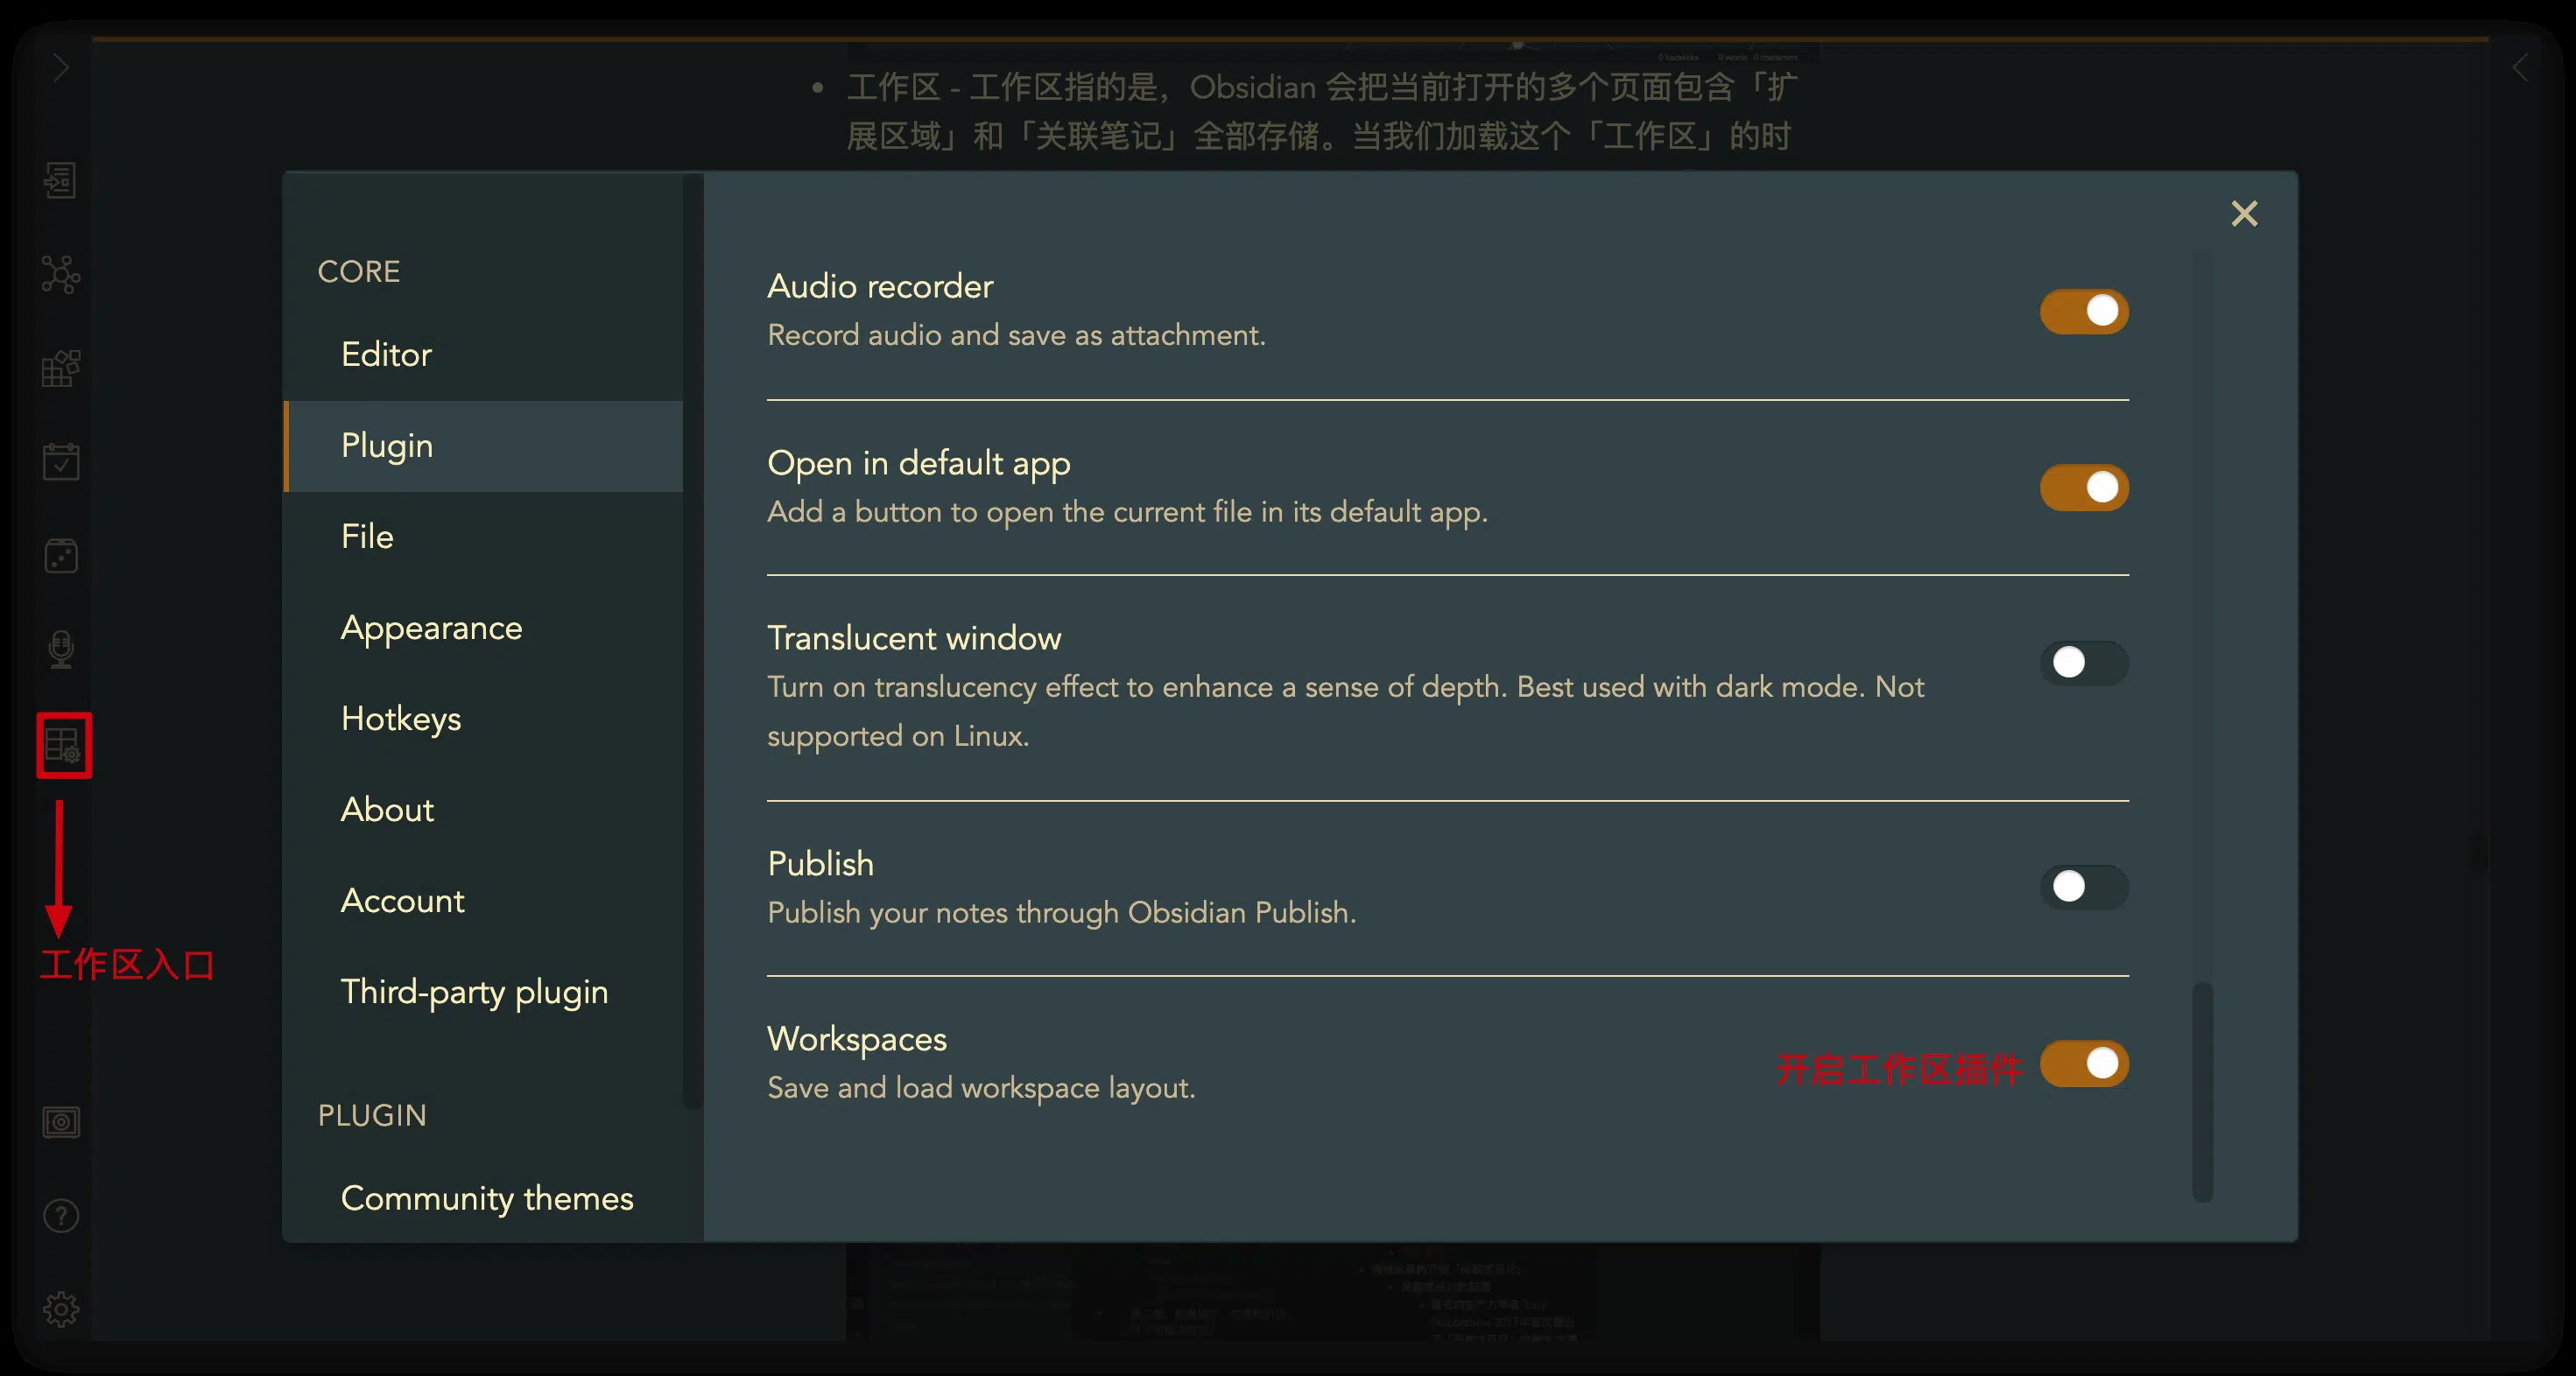 0 backlinks 0 words 0 characters
• 工作区 - 工作区指的是，Obsidian 会把当前打开的多个页面包含「扩
展区域」和「关联笔记」全部存储。当我们加载这个「工作区」的时
CORE
Editor
Plugin
File
Appearance
Hotkeys
About
Account
Third-party plugin
PLUGIN
Community themes
Audio recorder
Record audio and save as attachment.
Open in default app
Add a button to open the current file in its default app.
Translucent window
Turn on translucency effect to enhance a sense of depth. Best used with dark mode. Not
supported on Linux.
Publish
Publish your notes through Obsidian Publish.
Workspaces
Save and load workspace layout.
开启工作区插件
工作区入口